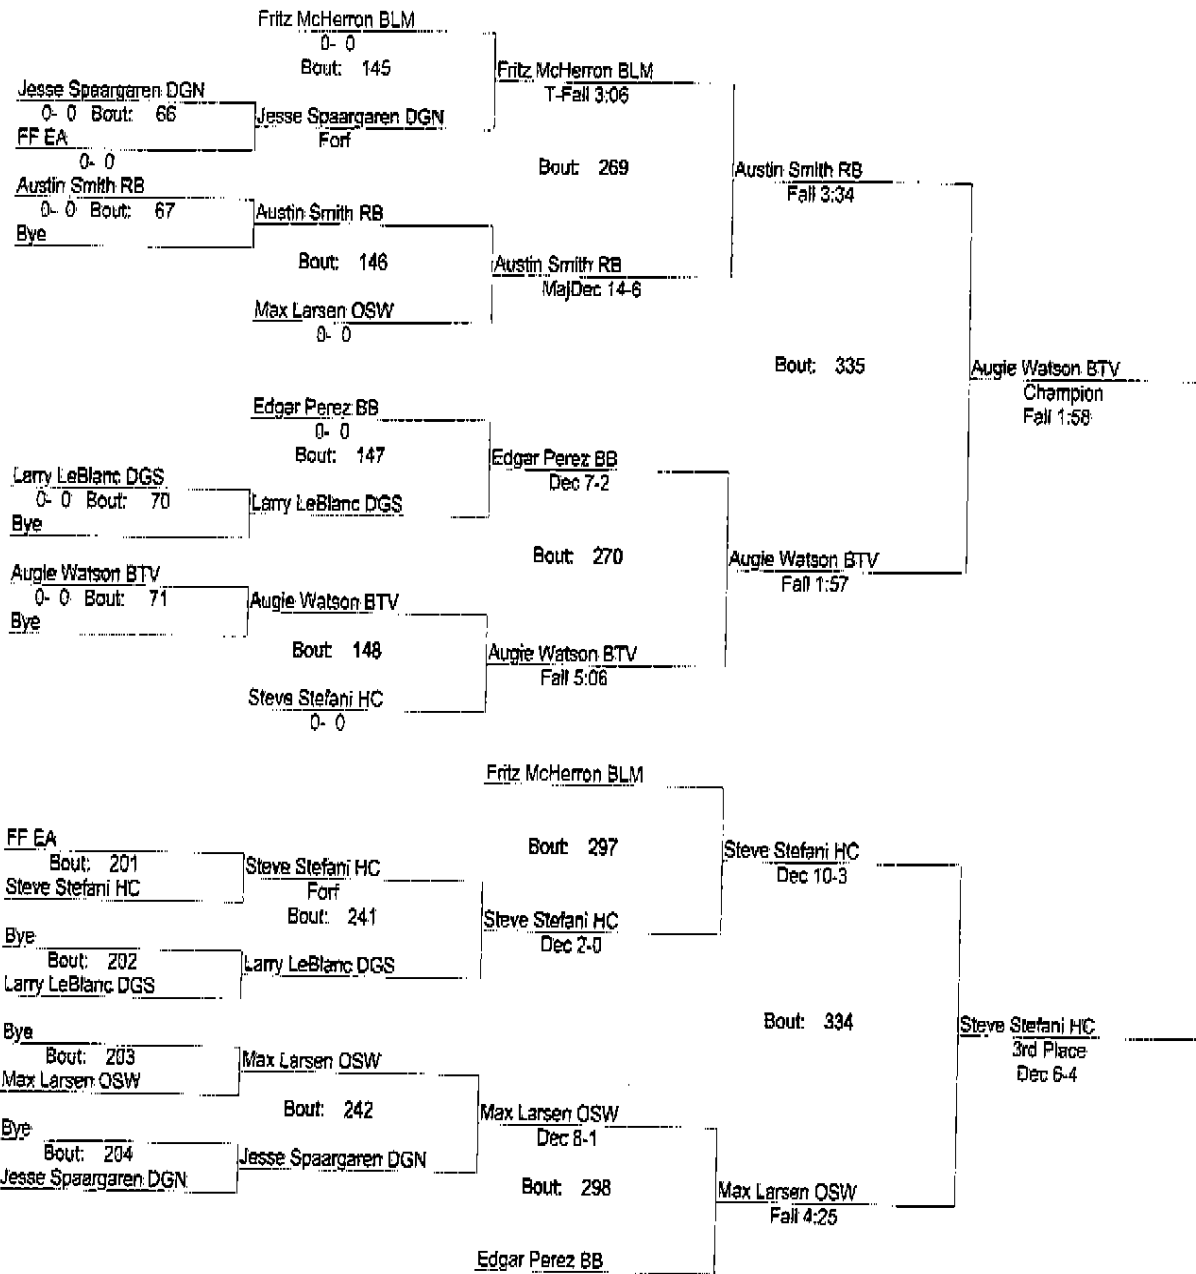 Fritz McHerron BLM
0- 0
Bout: 145
Fritz McHerron BLM
T-Fall 3:06
Jesse Spaargaren DGN
0- 0 Bout: 66
Jesse Spaargaren DGN
Forf
FF EA
0- 0
Bout: 269
Austin Smith RB
Fall 3:34
Austin Smith RB
0- 0 Bout: 67
Austin Smith RB
Bye
Bout: 146
Austin Smith RB
MajDec 14-6
Max Larsen OSW
0- 0
Bout: 335
Augie Watson BTV
Champion
Fall 1:58
Edgar Perez BB
0- 0
Bout: 147
Edgar Perez BB
Dec 7-2
Larry LeBlanc DGS
0- 0 Bout: 70
Larry LeBlanc DGS
Bye
Bout: 270
Augie Watson BTV
Fall 1:57
Augie Watson BTV
0- 0 Bout: 71
Augie Watson BTV
Bye
Bout: 148
Augie Watson BTV
Fall 5:06
Steve Stefani HC
0- 0
Fritz McHerron BLM
Bout: 297
Steve Stefani HC
Dec 10-3
FF EA
Bout: 201
Steve Stefani HC
Steve Stefani HC
Forf
Bout: 241
Steve Stefani HC
Dec 2-0
Bye
Bout: 202
Larry LeBlanc DGS
Larry LeBlanc DGS
Bout: 334
Steve Stefani HC
3rd Place
Dec 6-4
Bye
Bout: 203
Max Larsen OSW
Max Larsen OSW
Bout: 242
Max Larsen OSW
Dec 8-1
Bye
Bout: 204
Jesse Spaargaren DGN
Jesse Spaargaren DGN
Bout: 298
Max Larsen OSW
Fall 4:25
Edgar Perez BB